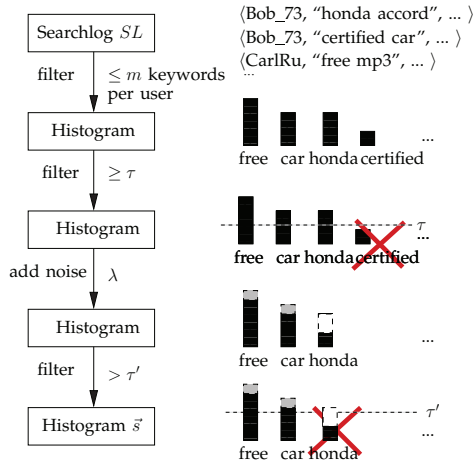 Searchlog SL
⟨Bob_73, “honda accord”, ... ⟩
⟨Bob_73, “certified car”, ... ⟩
⟨CarlRu, “free mp3”, ... ⟩
...
filter ≤ m keywords
per user
Histogram
...
free car honda certified
filter ≥ τ
Histogram
τ
...
free car honda certified
add noise λ
Histogram
...
free car honda
filter > τ′
Histogram s⃗
τ′
...
free car honda